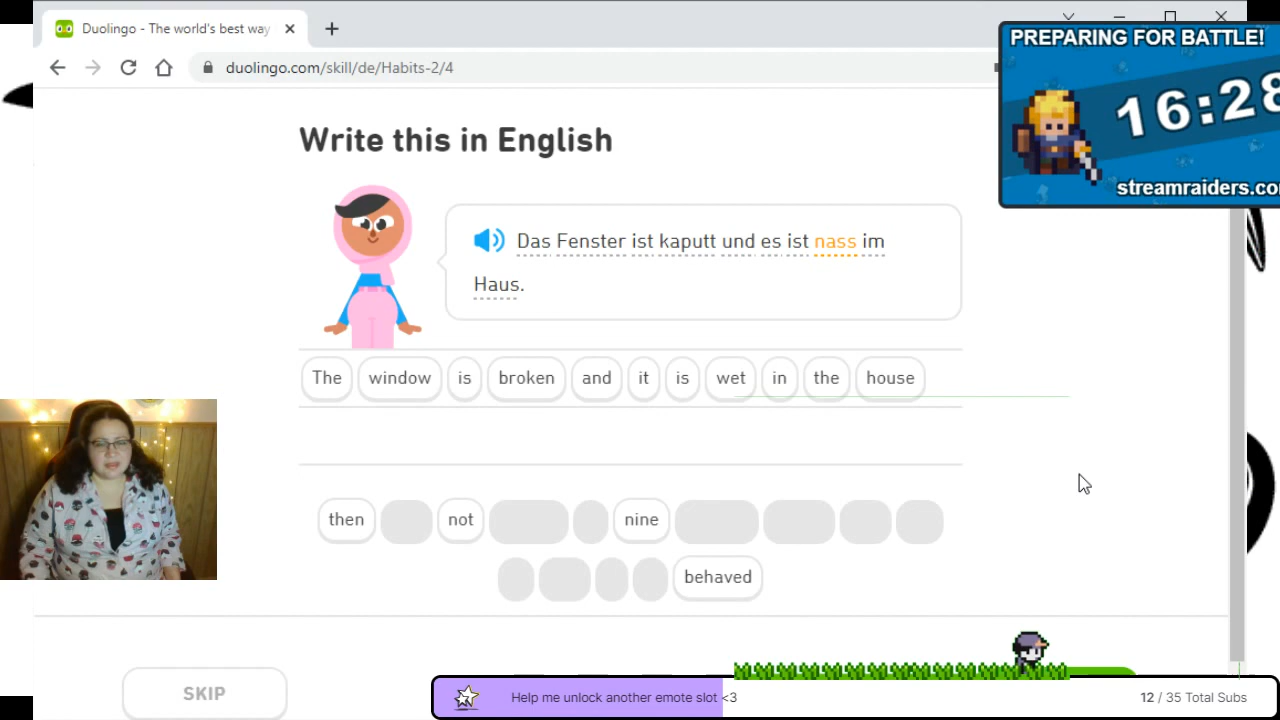 Duolingo - The world's best way
PREPARING FOR BATTLE!
duolingo.com/skill/de/Habits-2/4
16:28
streamraiders.co
Write this in English
Das Fenster ist kaputt und es ist nass im
Haus.
The window is broken and it is wet in the house
then not nine
behaved
SKIP
Help me unlock another emote slot <3
12 / 35 Total Subs